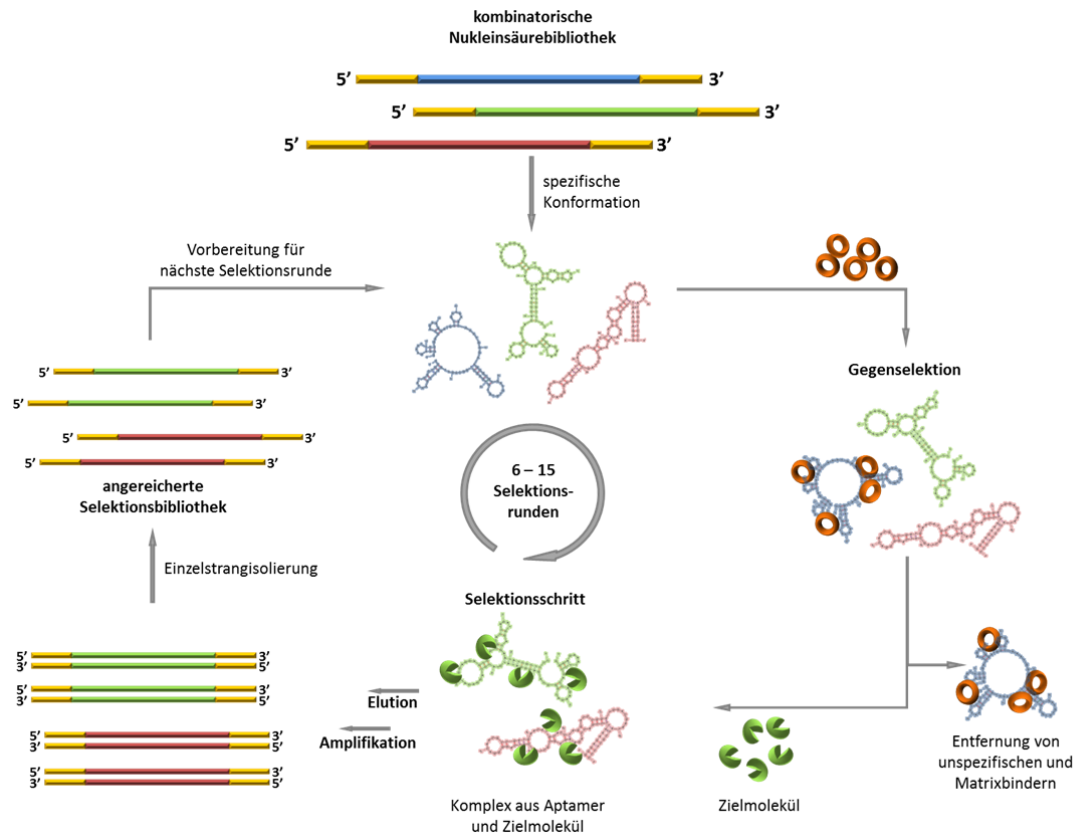 kombinatorische
Nukleinsäurebibliothek
5’ 3’
5’ 3’
5’ 3’
spezifische
Konformation
Vorbereitung für
nächste Selektionsrunde
Gegenselektion
5’ 3’
5’ 3’
5’ 3’
5’ 3’
angereicherte
Selektionsbibliothek
6 – 15
Selektions-
runden
Einzelstrangisolierung
Selektionsschritt
5’ 3’
3’ 5’
5’ 3’
3’ 5’
5’ 3’
3’ 5’
5’ 3’
3’ 5’
Elution
Amplifikation
Komplex aus Aptamer
und Zielmolekül
Zielmolekül
Entfernung von
unspezifischen und
Matrixbindern